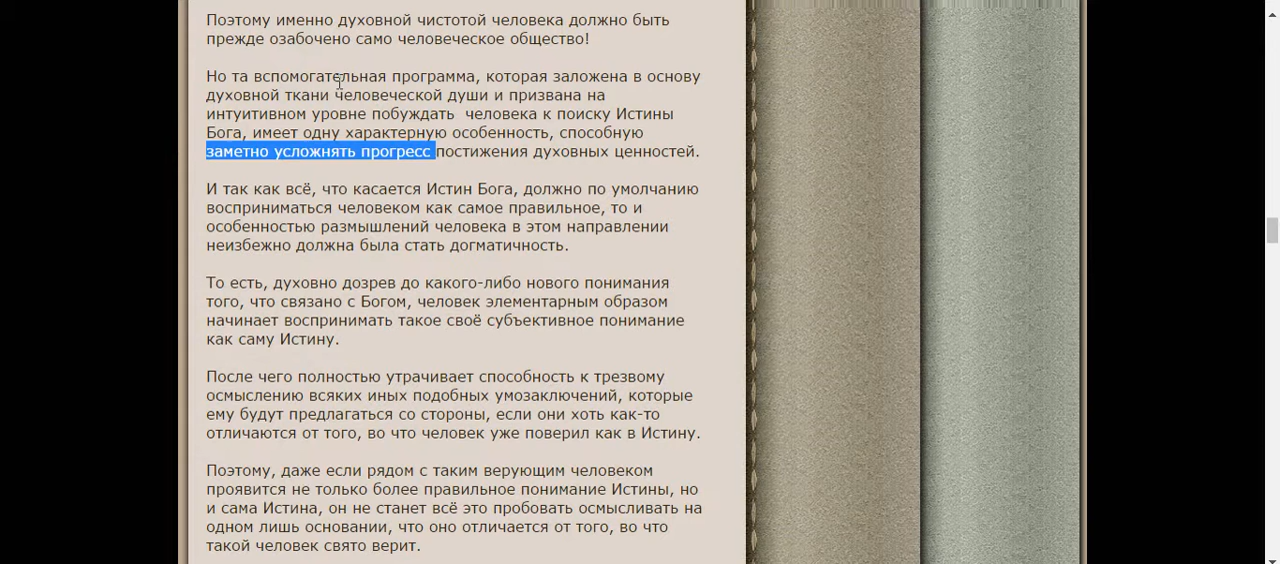 Поэтому именно духовной чистотой человека должно быть
прежде озабочено само человеческое общество!
Но та вспомогательная программа, которая заложена в основу
духовной ткани человеческой души и призвана на
интуитивном уровне побуждать  человека к поиску Истины
Бога, имеет одну характерную особенность, способную
заметно усложнять прогресс постижения духовных ценностей.
И так как всё, что касается Истин Бога, должно по умолчанию
восприниматься человеком как самое правильное, то и
особенностью размышлений человека в этом направлении
неизбежно должна была стать догматичность.
То есть, духовно дозрев до какого-либо нового понимания
того, что связано с Богом, человек элементарным образом
начинает воспринимать такое своё субъективное понимание
как саму Истину.
После чего полностью утрачивает способность к трезвому
осмыслению всяких иных подобных умозаключений, которые
ему будут предлагаться со стороны, если они хоть как-то
отличаются от того, во что человек уже поверил как в Истину.
Поэтому, даже если рядом с таким верующим человеком
проявится не только более правильное понимание Истины, но
и сама Истина, он не станет всё это пробовать осмысливать на
одном лишь основании, что оно отличается от того, во что
такой человек свято верит.